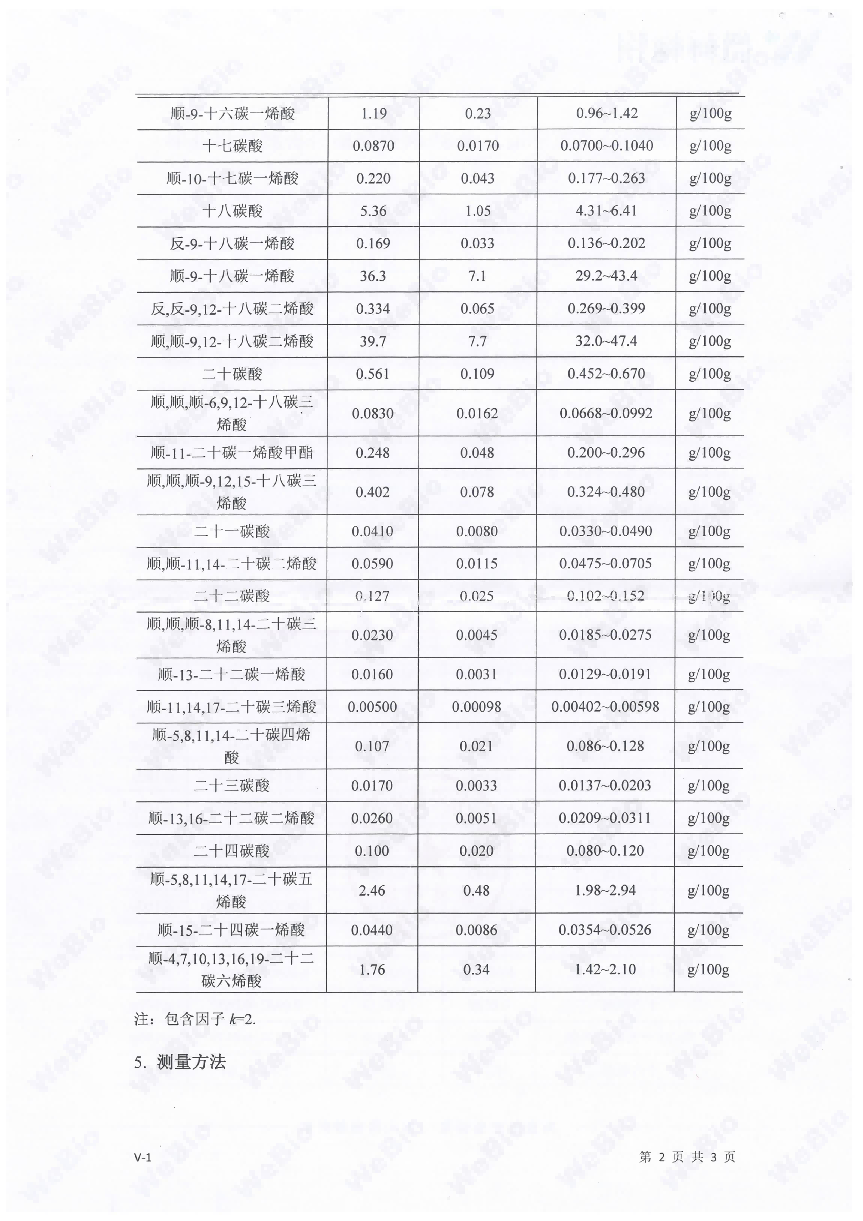 顺-9-十六碳一烯酸 1.19 0.23 0.96~1.42 g/100g
十七碳酸 0.0870 0.0170 0.0700~0.1040 g/100g
顺-10-十七碳一烯酸 0.220 0.043 0.177~0.263 g/100g
十八碳酸 5.36 1.05 4.31~6.41 g/100g
反-9-十八碳一烯酸 0.169 0.033 0.136~0.202 g/100g
顺-9-十八碳一烯酸 36.3 7.1 29.2~43.4 g/100g
反,反-9,12-十八碳二烯酸 0.334 0.065 0.269~0.399 g/100g
顺,顺-9,12-十八碳二烯酸 39.7 7.7 32.0~47.4 g/100g
二十碳酸 0.561 0.109 0.452~0.670 g/100g
顺,顺,顺-6,9,12-十八碳三
烯酸 0.0830 0.0162 0.0668~0.0992 g/100g
顺-11-二十碳一烯酸甲酯 0.248 0.048 0.200~0.296 g/100g
顺,顺,顺-9,12,15-十八碳三
烯酸 0.402 0.078 0.324~0.480 g/100g
二十一碳酸 0.0410 0.0080 0.0330~0.0490 g/100g
顺,顺-11,14-二十碳二烯酸 0.0590 0.0115 0.0475~0.0705 g/100g
二十二碳酸 0.127 0.025 0.102~0.152 g/100g
顺,顺,顺-8,11,14-二十碳三
烯酸 0.0230 0.0045 0.0185~0.0275 g/100g
顺-13-二十二碳一烯酸 0.0160 0.0031 0.0129~0.0191 g/100g
顺-11,14,17-二十碳三烯酸 0.00500 0.00098 0.00402~0.00598 g/100g
顺-5,8,11,14-二十碳四烯
酸 0.107 0.021 0.086~0.128 g/100g
二十三碳酸 0.0170 0.0033 0.0137~0.0203 g/100g
顺-13,16-二十二碳二烯酸 0.0260 0.0051 0.0209~0.0311 g/100g
二十四碳酸 0.100 0.020 0.080~0.120 g/100g
顺-5,8,11,14,17-二十碳五
烯酸 2.46 0.48 1.98~2.94 g/100g
顺-15-二十四碳一烯酸 0.0440 0.0086 0.0354~0.0526 g/100g
顺-4,7,10,13,16,19-二十二
碳六烯酸 1.76 0.34 1.42~2.10 g/100g
注：包含因子 k=2.
5. 测量方法
V-1 第 2 页 共 3 页